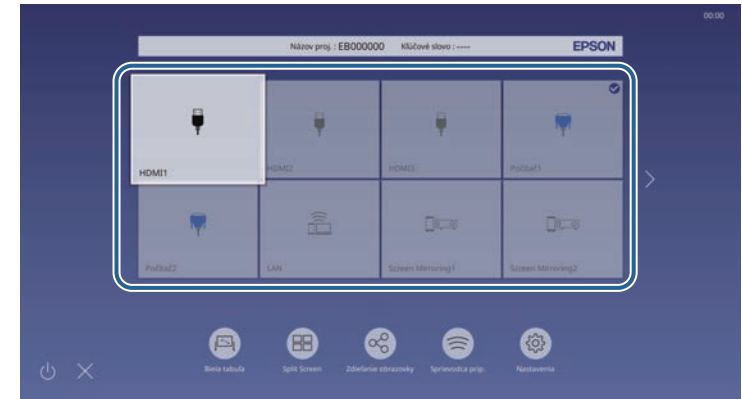 00:00
Názov proj. : EB000000 Kľúčové slovo : ---- EPSON
HDMI1 HDMI2 HDMI3 Počítač1
Počítač2 LAN Screen Mirroring1 Screen Mirroring2
Biela tabuľa Split Screen Zdieľanie obrazovky Sprievodca prip. Nastavenia